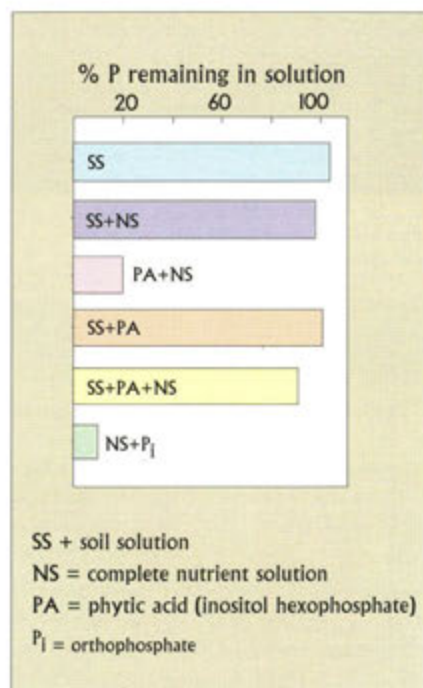 % P remaining in solution
20 60 100
SS
SS+NS
PA+NS
SS+PA
SS+PA+NS
NS+Pi
SS + soil solution
NS = complete nutrient solution
PA = phytic acid (inositol hexophosphate)
Pi = orthophosphate